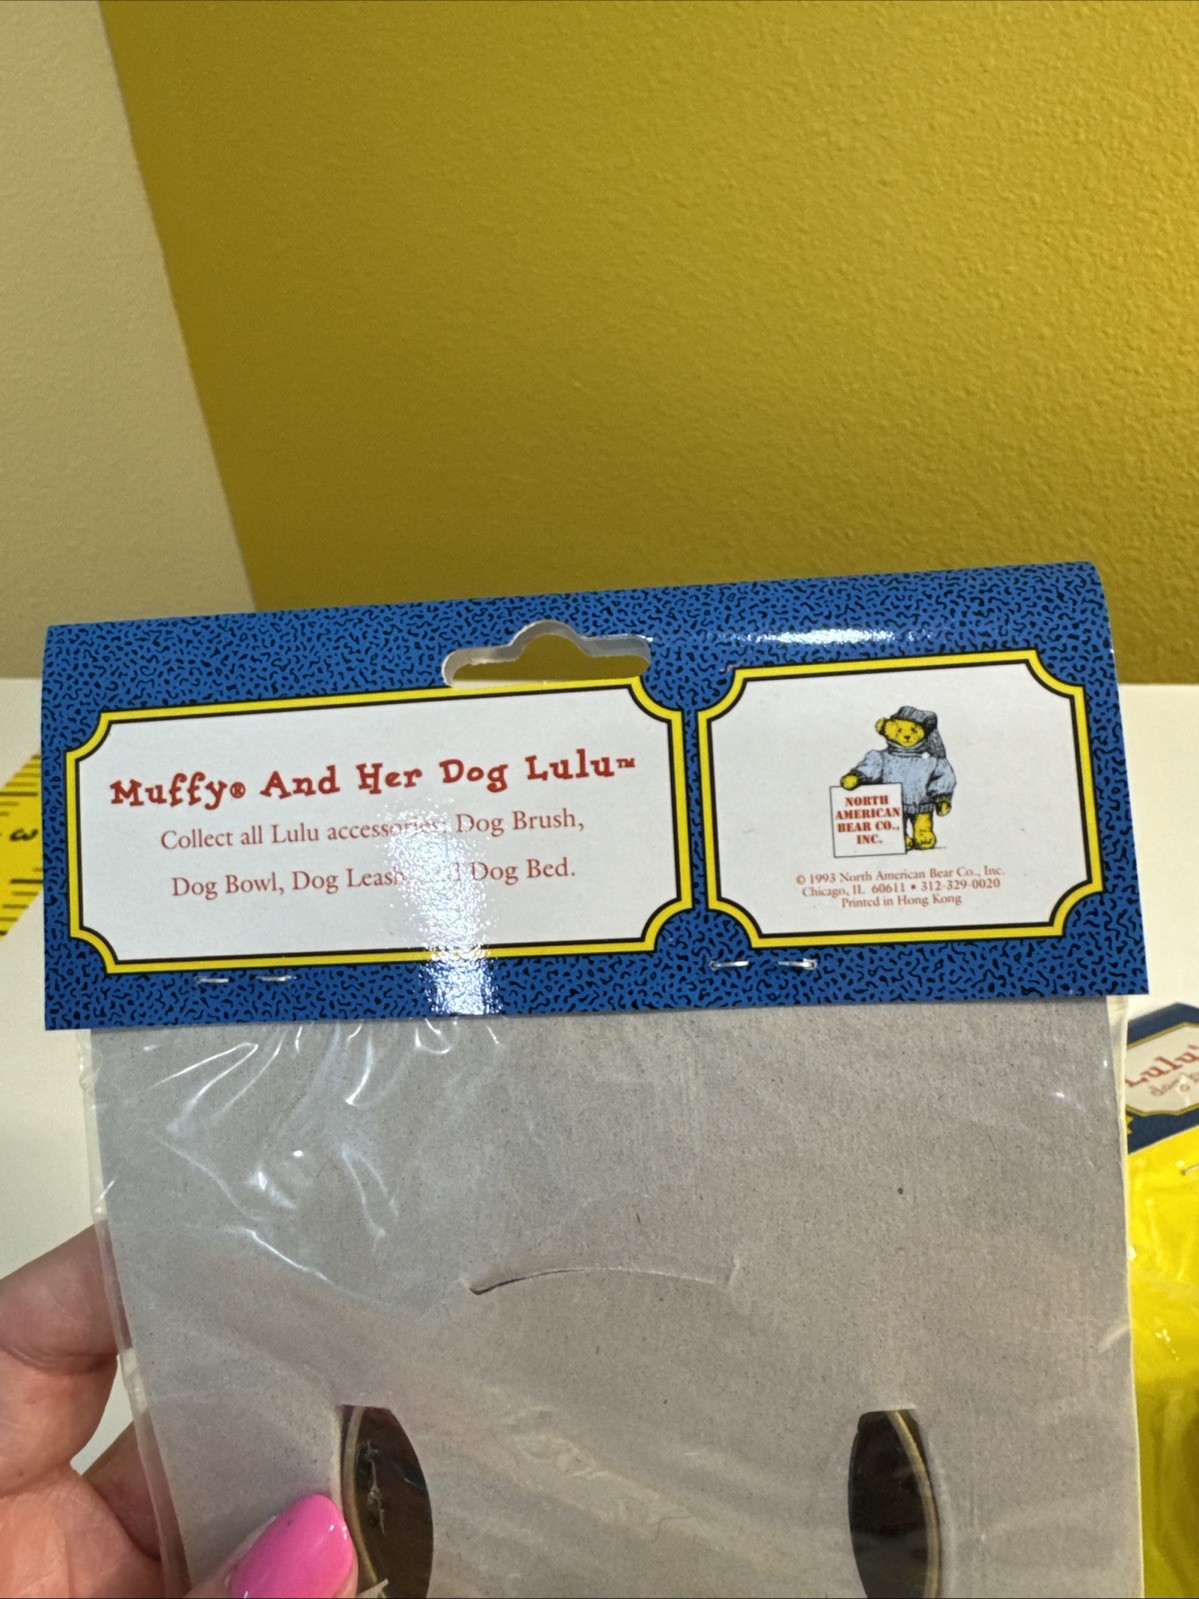 Muffy® And Her Dog Lulu™
Collect all Lulu accessories: Dog Brush,
Dog Bowl, Dog Leash Dog Bed.
NORTH
AMERICAN
BEAR CO.,
INC.
© 1993 North American Bear Co., Inc.
Chicago, IL 60611 • 312-329-0020
Printed in Hong Kong
3
Lulu's